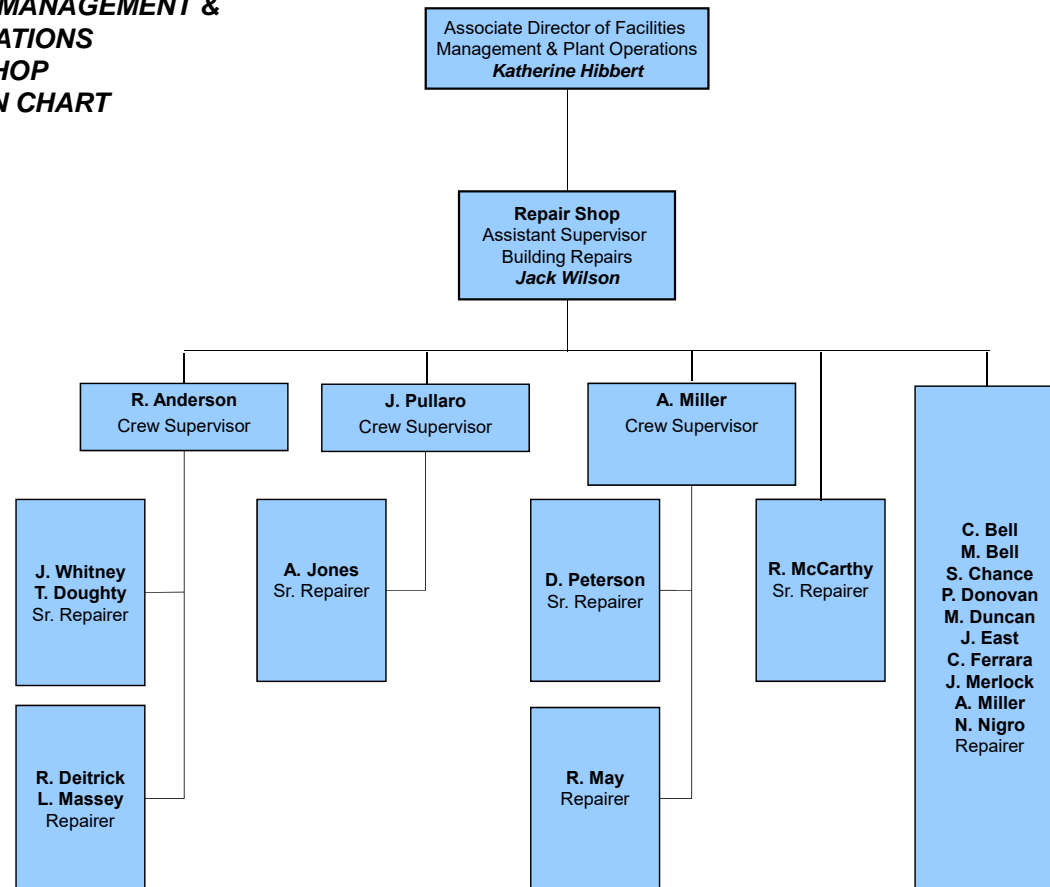 MANAGEMENT &
ATIONS
HOP
N CHART
Associate Director of Facilities
Management & Plant Operations
Katherine Hibbert
Repair Shop
Assistant Supervisor
Building Repairs
Jack Wilson
R. Anderson
Crew Supervisor
J. Pullaro
Crew Supervisor
A. Miller
Crew Supervisor
J. Whitney
T. Doughty
Sr. Repairer
A. Jones
Sr. Repairer
D. Peterson
Sr. Repairer
R. McCarthy
Sr. Repairer
C. Bell
M. Bell
S. Chance
P. Donovan
M. Duncan
J. East
C. Ferrara
J. Merlock
A. Miller
N. Nigro
Repairer
R. Deitrick
L. Massey
Repairer
R. May
Repairer